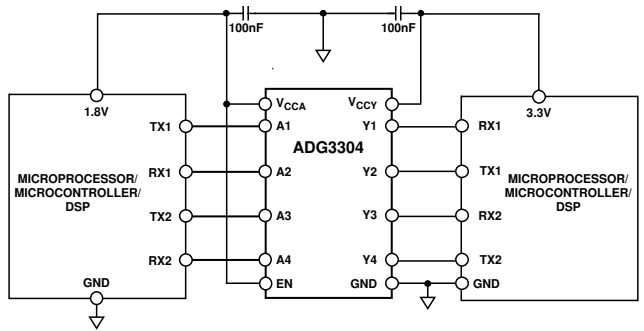 100nF 100nF
1.8V VCCA VCCY 3.3V
TX1 A1 Y1 RX1
ADG3304
RX1 A2 Y2 TX1
MICROPROCESSOR/
MICROCONTROLLER/
DSP
MICROPROCESSOR/
MICROCONTROLLER/
DSP
TX2 A3 Y3 RX2
RX2 A4 Y4 TX2
GND EN GND GND